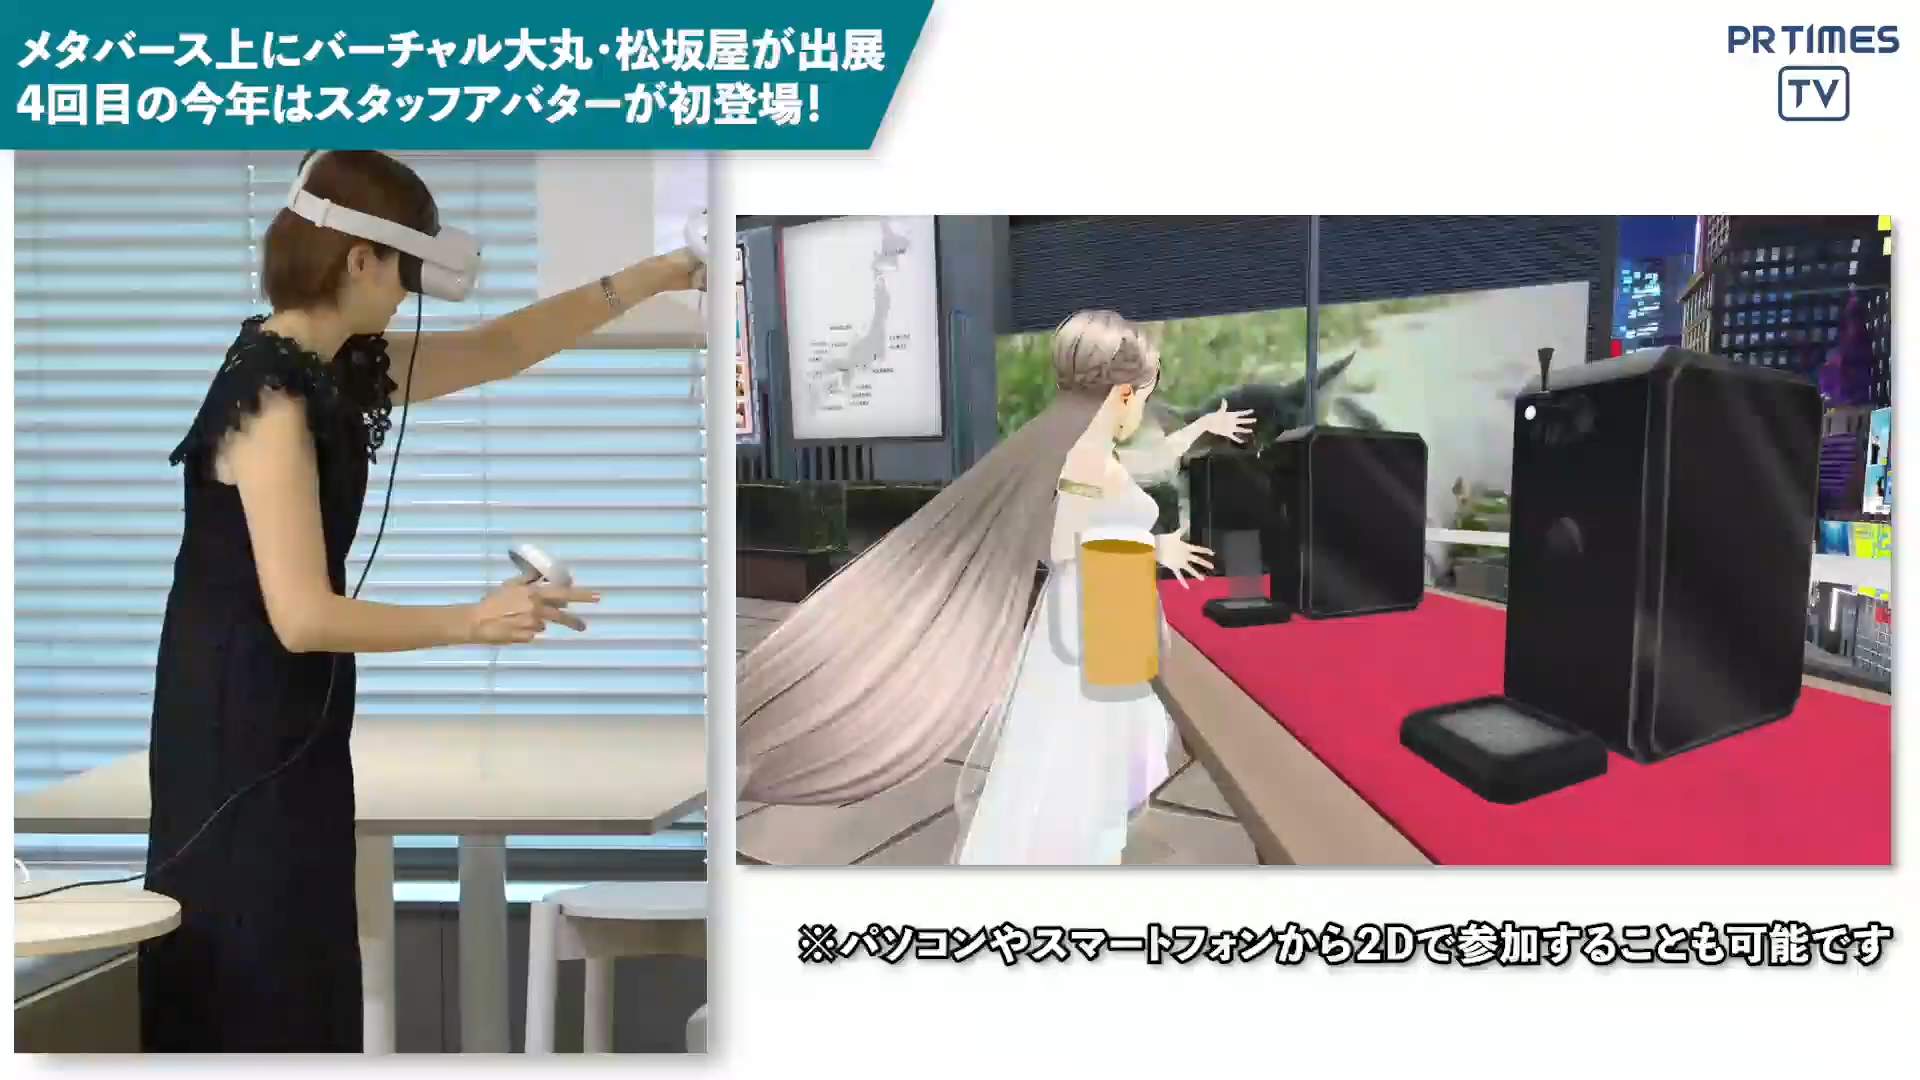 メタバース上にバーチャル大丸・松坂屋が出展
4回目の今年はスタッフアバターが初登場!
PR TIMES
TV
※パソコンやスマートフォンから2Dで参加することも可能です